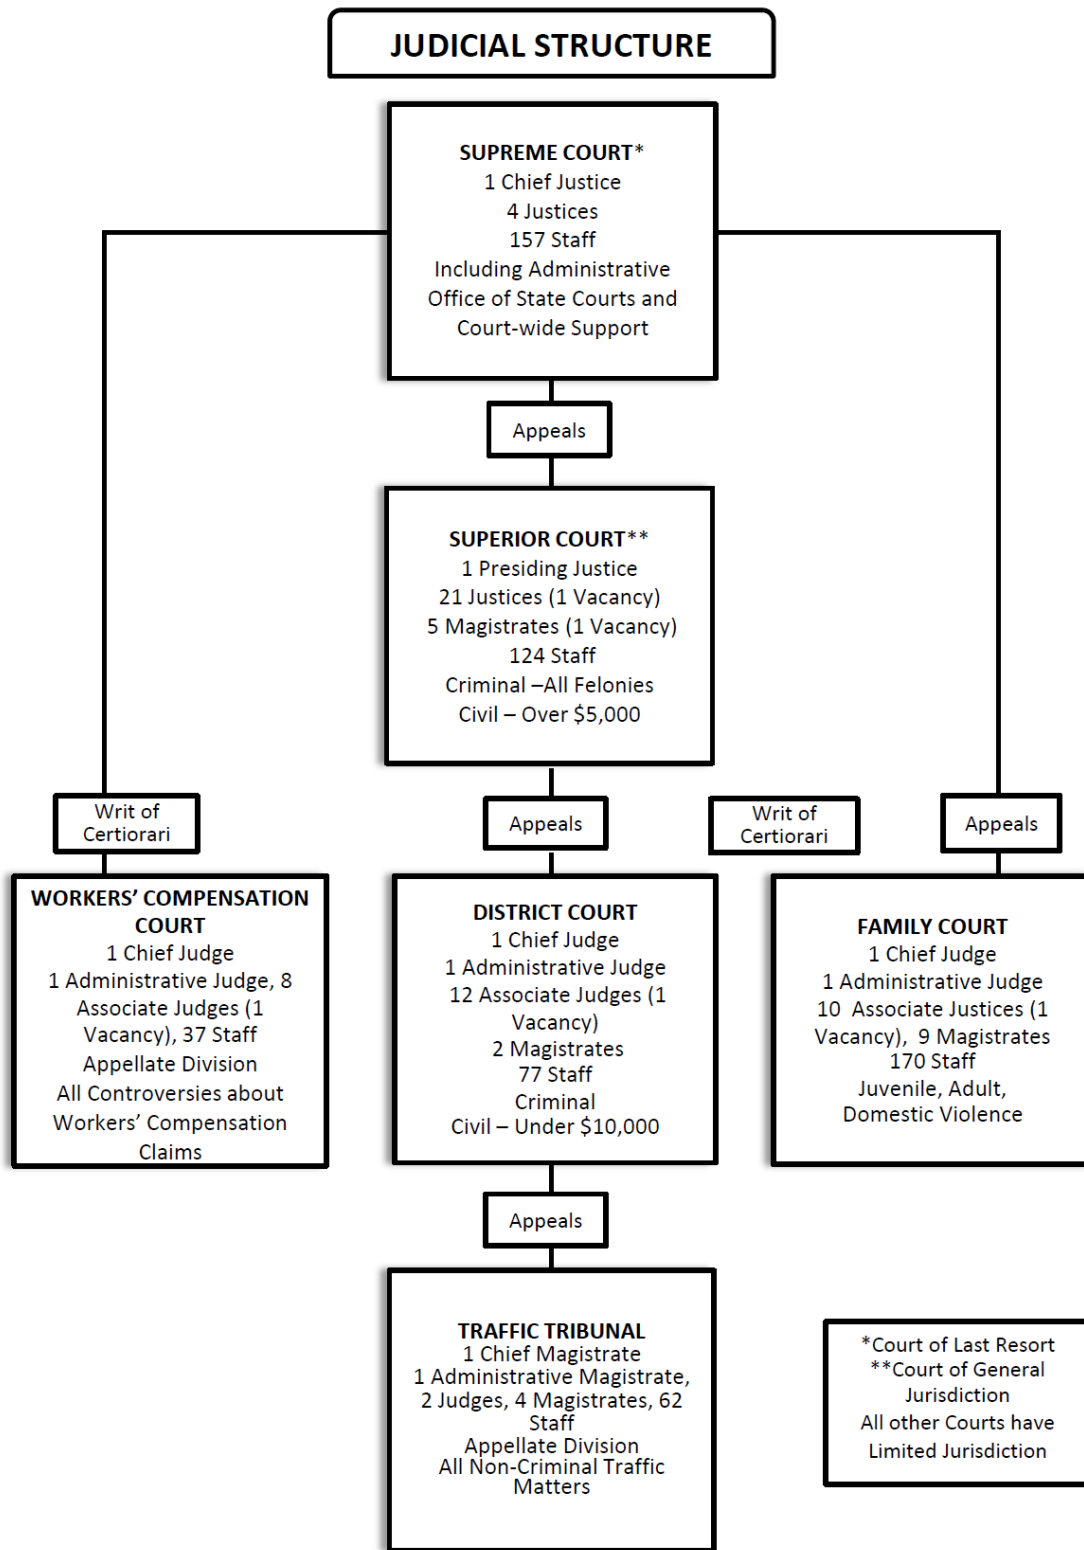 JUDICIAL STRUCTURE
SUPREME COURT*
1 Chief Justice
4 Justices
157 Staff
Including Administrative
Office of State Courts and
Court-wide Support
Appeals
SUPERIOR COURT**
1 Presiding Justice
21 Justices (1 Vacancy)
5 Magistrates (1 Vacancy)
124 Staff
Criminal –All Felonies
Civil – Over $5,000
Writ of
Certiorari
Appeals
Writ of
Certiorari
Appeals
WORKERS’ COMPENSATION
COURT
1 Chief Judge
1 Administrative Judge, 8
Associate Judges (1
Vacancy), 37 Staff
Appellate Division
All Controversies about
Workers’ Compensation
Claims
DISTRICT COURT
1 Chief Judge
1 Administrative Judge
12 Associate Judges (1
Vacancy)
2 Magistrates
77 Staff
Criminal
Civil – Under $10,000
FAMILY COURT
1 Chief Judge
1 Administrative Judge
10 Associate Justices (1
Vacancy), 9 Magistrates
170 Staff
Juvenile, Adult,
Domestic Violence
Appeals
TRAFFIC TRIBUNAL
1 Chief Magistrate
1 Administrative Magistrate,
2 Judges, 4 Magistrates, 62
Staff
Appellate Division
All Non-Criminal Traffic
Matters
*Court of Last Resort
**Court of General
Jurisdiction
All other Courts have
Limited Jurisdiction